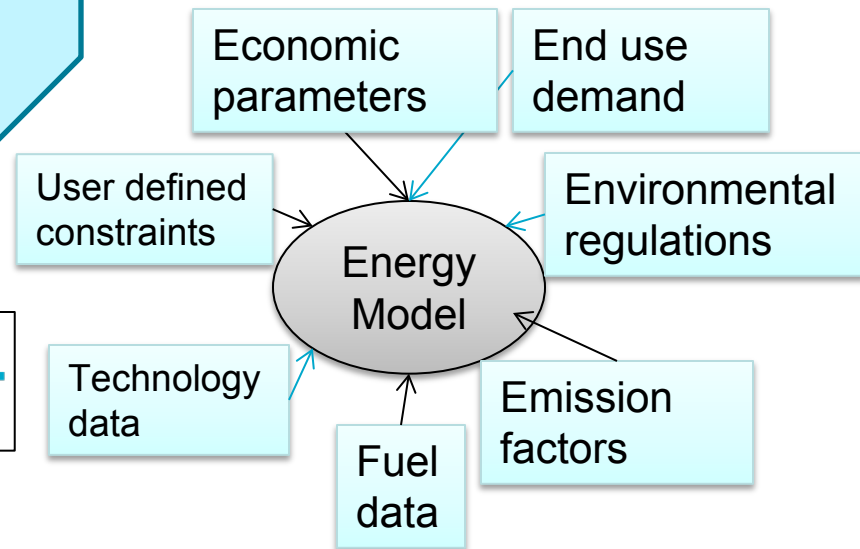 Economic
parameters
End use
demand
User defined
constraints
Environmental
regulations
Energy
Model
Technology
data
Emission
factors
Fuel
data